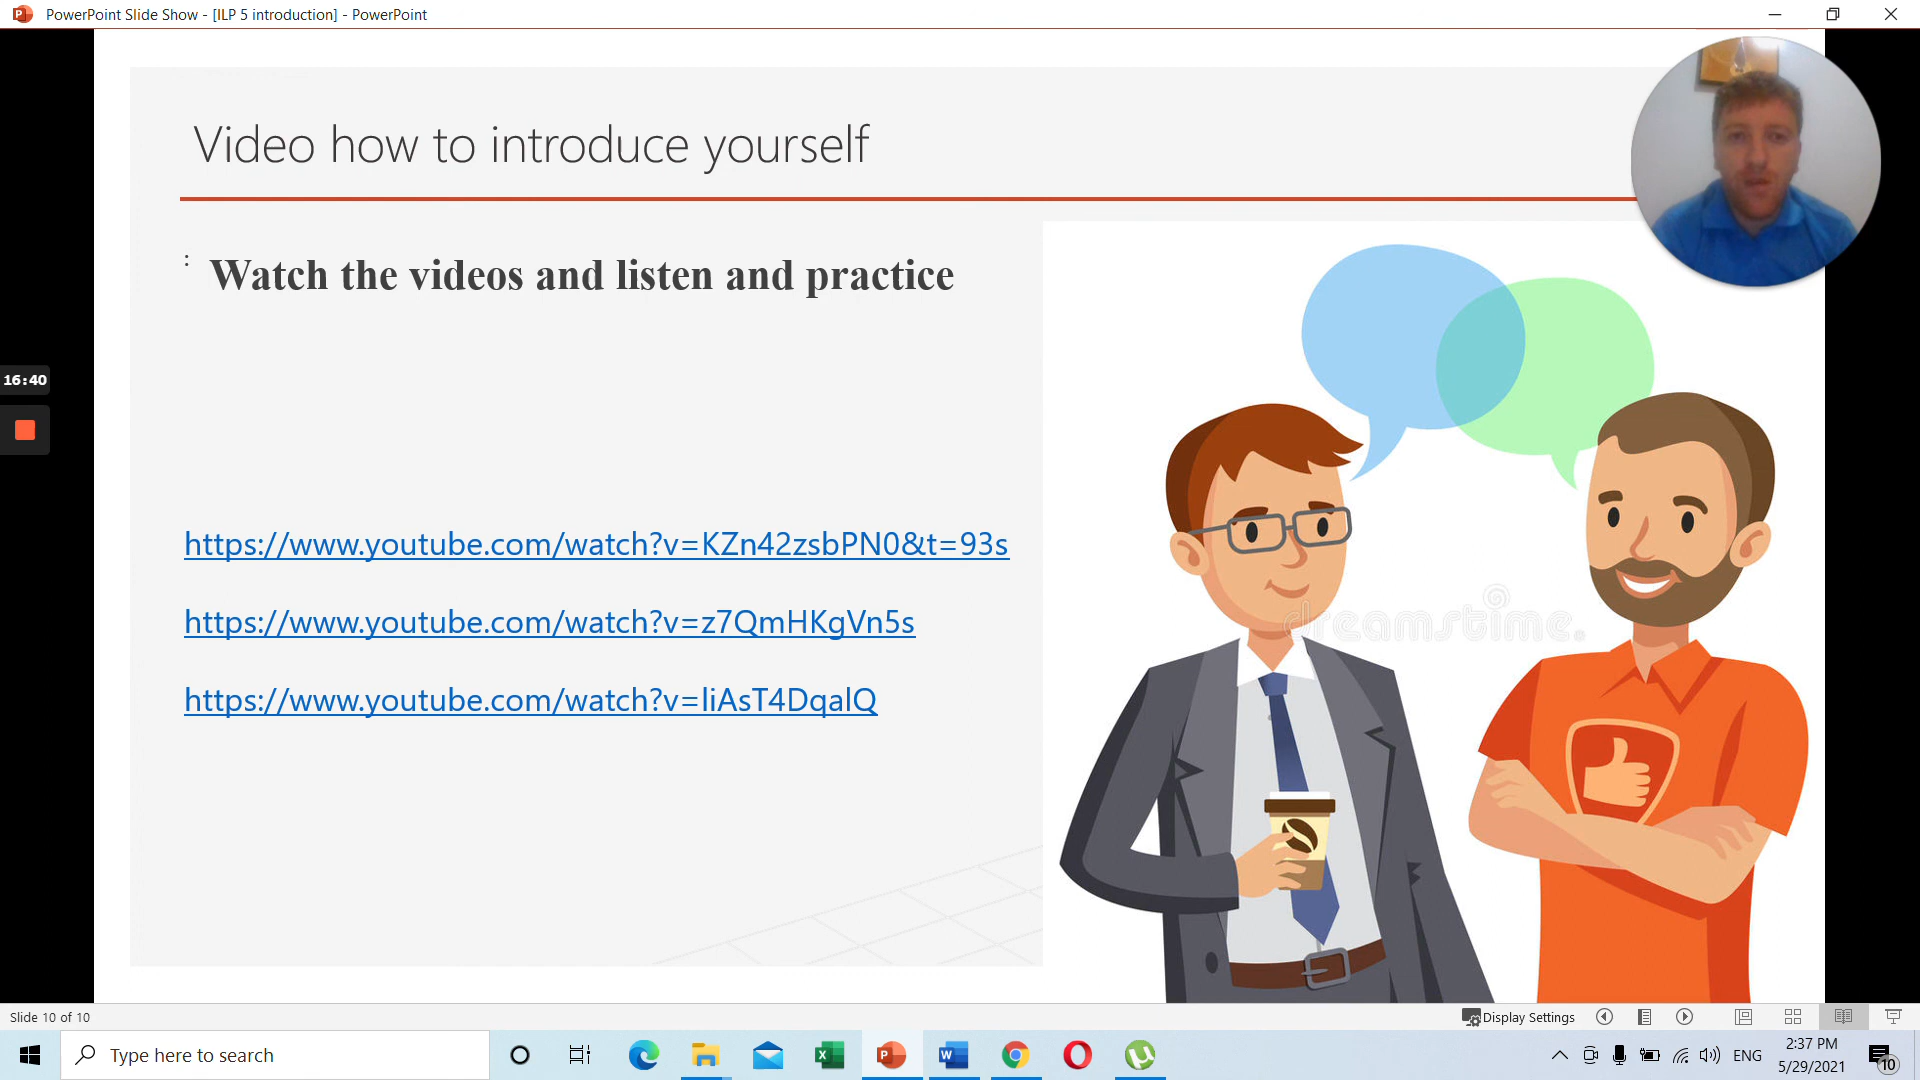 PowerPoint Slide Show - [ILP 5 introduction] - PowerPoint
Video how to introduce yourself
: Watch the videos and listen and practice
16:40
https://www.youtube.com/watch?v=KZn42zsbPN0&t=93s
https://www.youtube.com/watch?v=z7QmHKgVn5s
https://www.youtube.com/watch?v=liAsT4DqalQ
dreamstime.
Slide 10 of 10
Display Settings
Type here to search
ENG
2:37 PM
5/29/2021
10